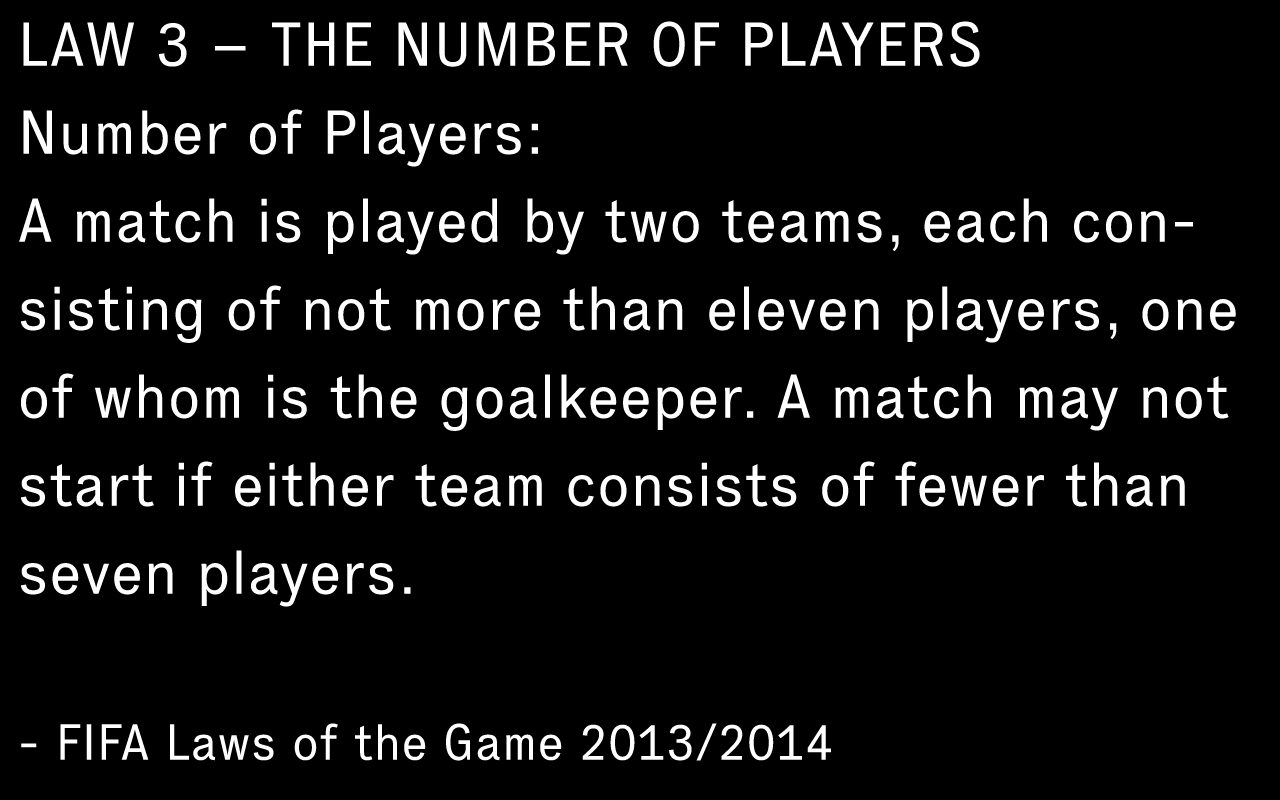 LAW 3 – THE NUMBER OF PLAYERS
Number of Players:
A match is played by two teams, each con-
sisting of not more than eleven players, one
of whom is the goalkeeper. A match may not
start if either team consists of fewer than
seven players.
- FIFA Laws of the Game 2013/2014